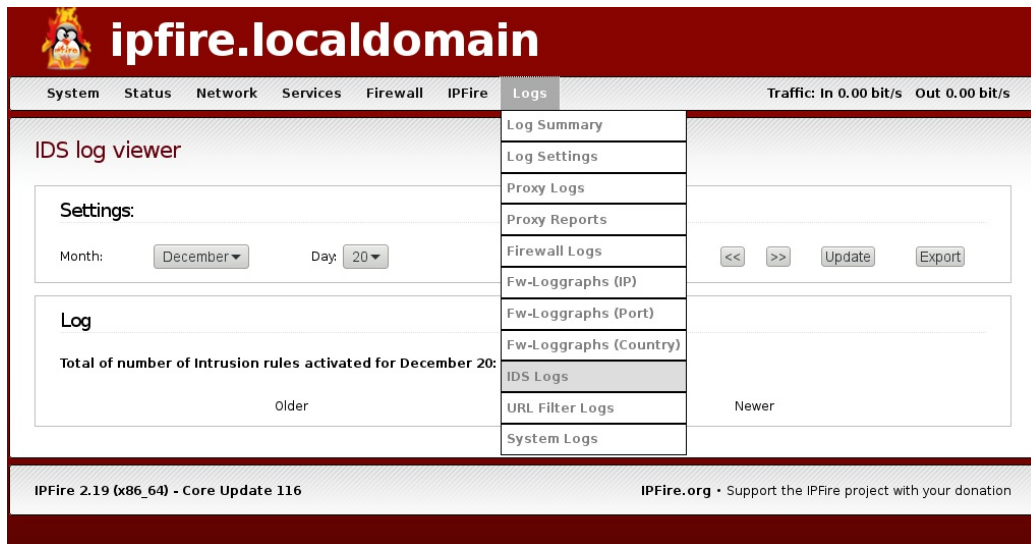 ipfire.localdomain
System Status Network Services Firewall IPFire Logs Traffic: In 0.00 bit/s Out 0.00 bit/s
Log Summary
Log Settings
Proxy Logs
Proxy Reports
Firewall Logs
Fw-Loggraphs (IP)
Fw-Loggraphs (Port)
Fw-Loggraphs (Country)
IDS Logs
URL Filter Logs
System Logs
IDS log viewer
Settings:
Month: December Day: 20 << >> Update Export
Log
Total of number of Intrusion rules activated for December 20:
Older Newer
IPFire 2.19 (x86_64) - Core Update 116 IPFire.org • Support the IPFire project with your donation